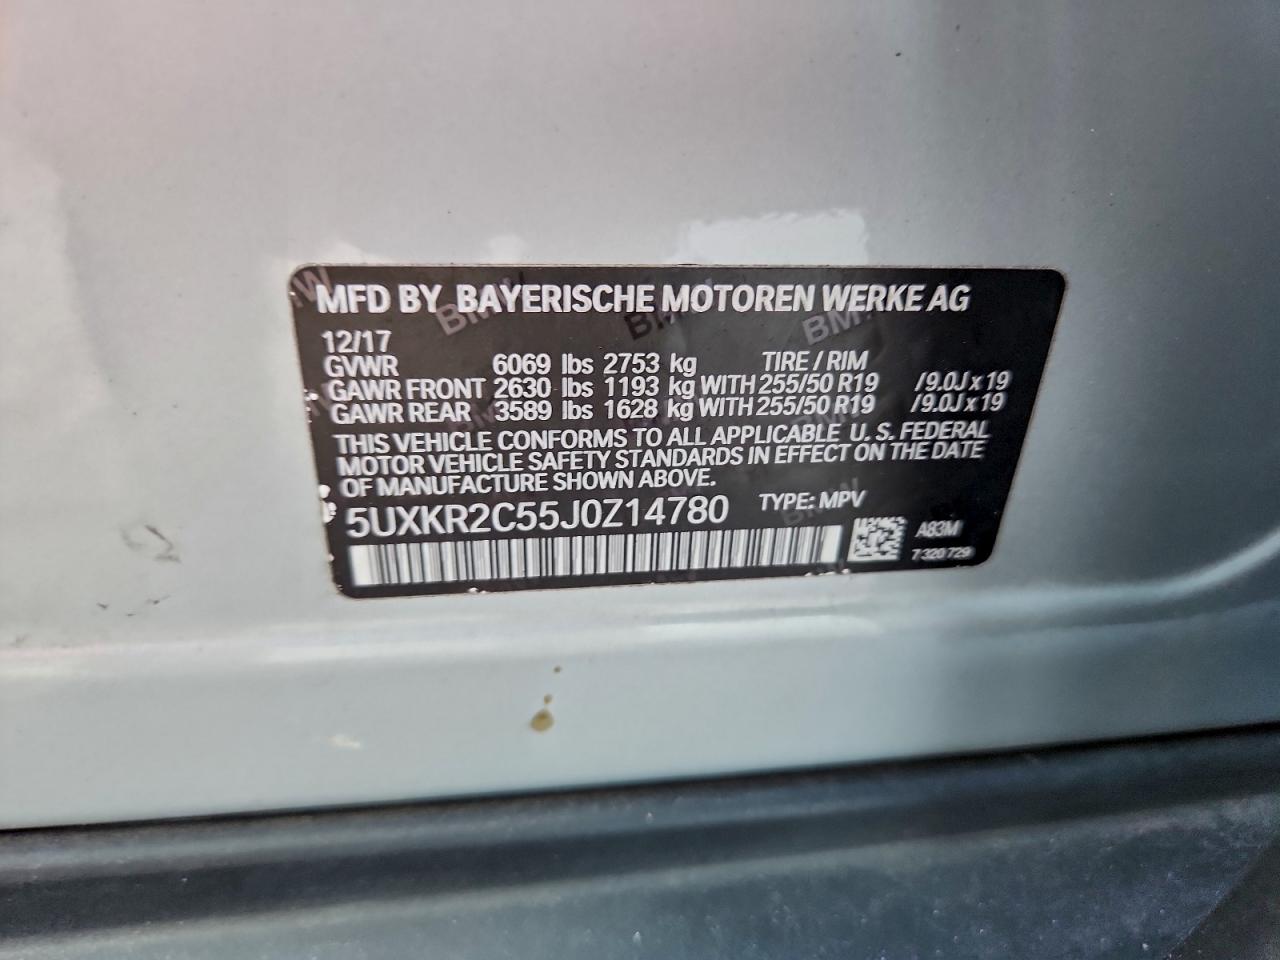 MFD BY BAYERISCHE MOTOREN WERKE AG
12/17
GVWR 6069 lbs 2753 kg TIRE / RIM
GAWR FRONT 2630 lbs 1193 kg WITH 255/50 R19 /9.0J x 19
GAWR REAR 3589 lbs 1628 kg WITH 255/50 R19 /9.0J x 19
THIS VEHICLE CONFORMS TO ALL APPLICABLE U. S. FEDERAL
MOTOR VEHICLE SAFETY STANDARDS IN EFFECT ON THE DATE
OF MANUFACTURE SHOWN ABOVE.
5UXKR2C55J0Z14780 TYPE: MPV
A83M
7 320 729